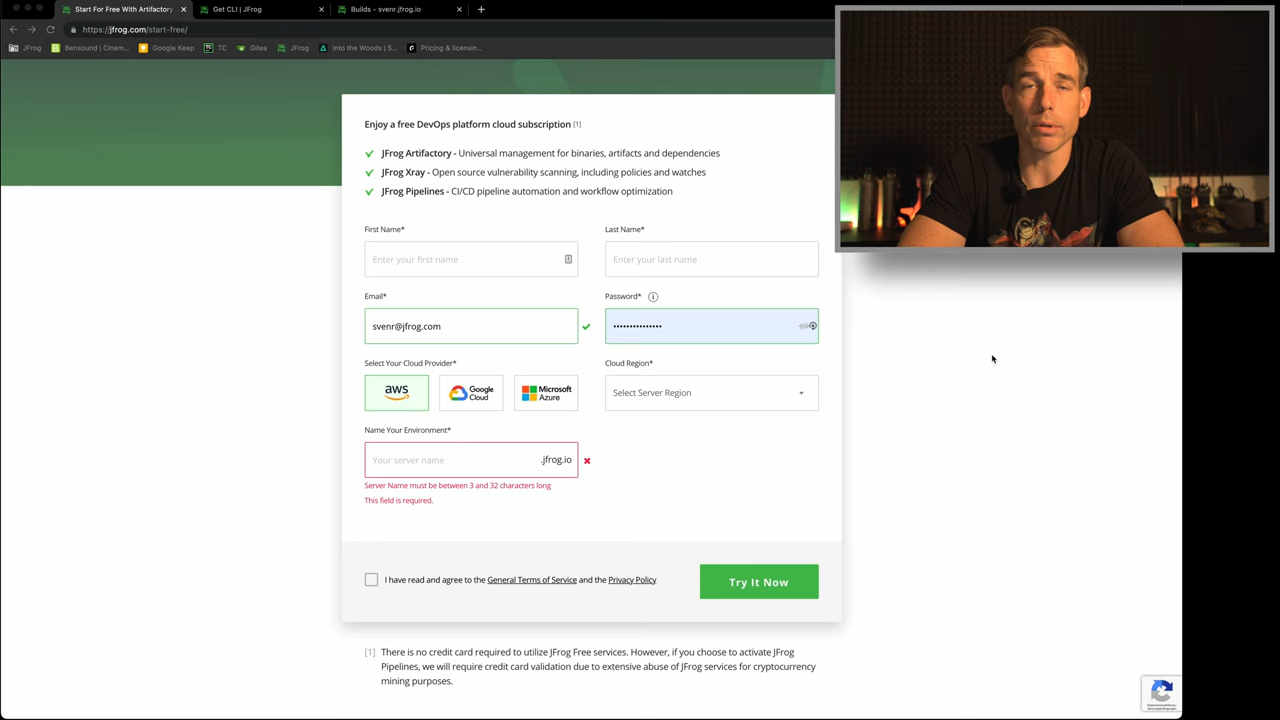 Start For Free With Artifactory
Get CLI | JFrog
Builds - svenr.jfrog.io
https://jfrog.com/start-free/
JFrog
Bensound | Cinem...
Google Keep
TC
Gitea
JFrog
Into the Woods | S...
Pricing & licensin...
Enjoy a free DevOps platform cloud subscription [1]
JFrog Artifactory - Universal management for binaries, artifacts and dependencies
JFrog Xray - Open source vulnerability scanning, including policies and watches
JFrog Pipelines - CI/CD pipeline automation and workflow optimization
First Name*
Last Name*
Enter your first name
Enter your last name
Email*
Password*
svenr@jfrog.com
•••••••••••••••
Select Your Cloud Provider*
Cloud Region*
aws
Google Cloud
Microsoft Azure
Select Server Region
Name Your Environment*
Your server name
.jfrog.io
Server Name must be between 3 and 32 characters long
This field is required.
I have read and agree to the General Terms of Service and the Privacy Policy
Try It Now
[1] There is no credit card required to utilize JFrog Free services. However, if you choose to activate JFrog
Pipelines, we will require credit card validation due to extensive abuse of JFrog services for cryptocurrency
mining purposes.